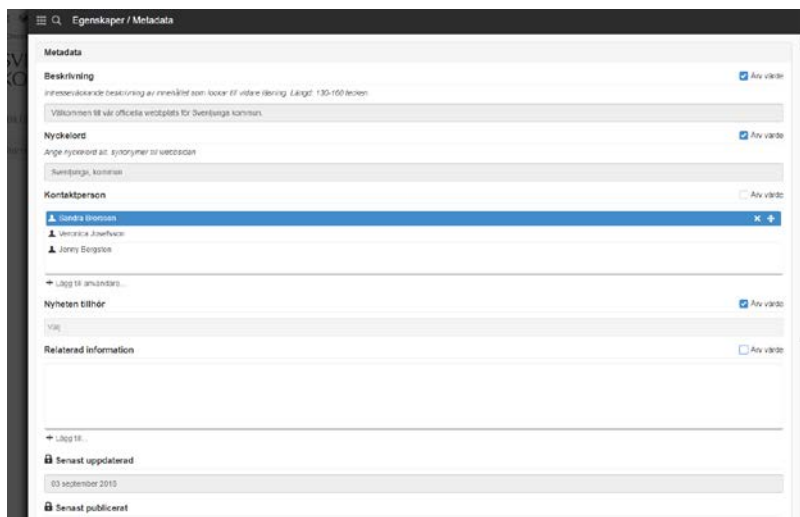 Egenskaper / Metadata
Metadata
Beskrivning
Ärv värde
Intresseväckande beskrivning av innehållet som lockar till vidare läsning. Längd: 130-160 tecken
Välkommen till vår officiella webbplats för Svenljunga kommun.
Nyckelord
Ärv värde
Ange nyckelord alt. synonymer till webbsidan
Svenljunga, kommun
Kontaktperson
Ärv värde
Sandra
Veronica Josefsson
Jonny Bergsten
Lägg till användare...
Nyheten tillhör
Ärv värde
Välj
Relaterad information
Ärv värde
Lägg till...
Senast uppdaterad
03 september 2015
Senast publicerat